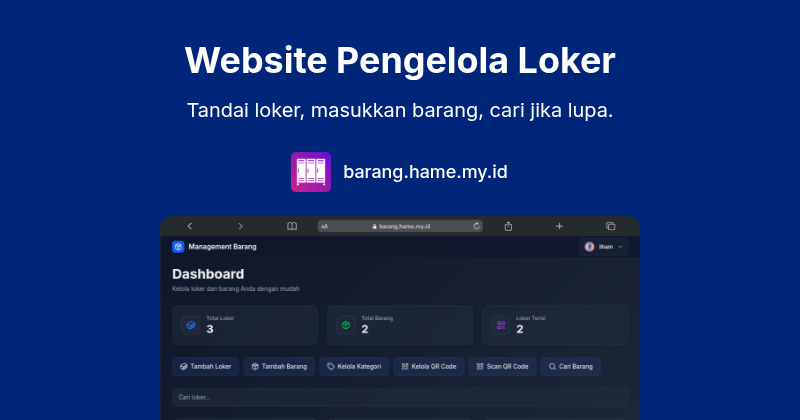 Website Pengelola Loker
Tandai loker, masukkan barang, cari jika lupa.
barang.hame.my.id
AA barang.hame.my.id
Management Barang
ilham
Dashboard
Kelola loker dan barang Anda dengan mudah
Total Loker
3
Total Barang
2
Loker Terisi
2
Tambah Loker Tambah Barang Kelola Kategori Kelola QR Code Scan QR Code Cari Barang
Cari loker...